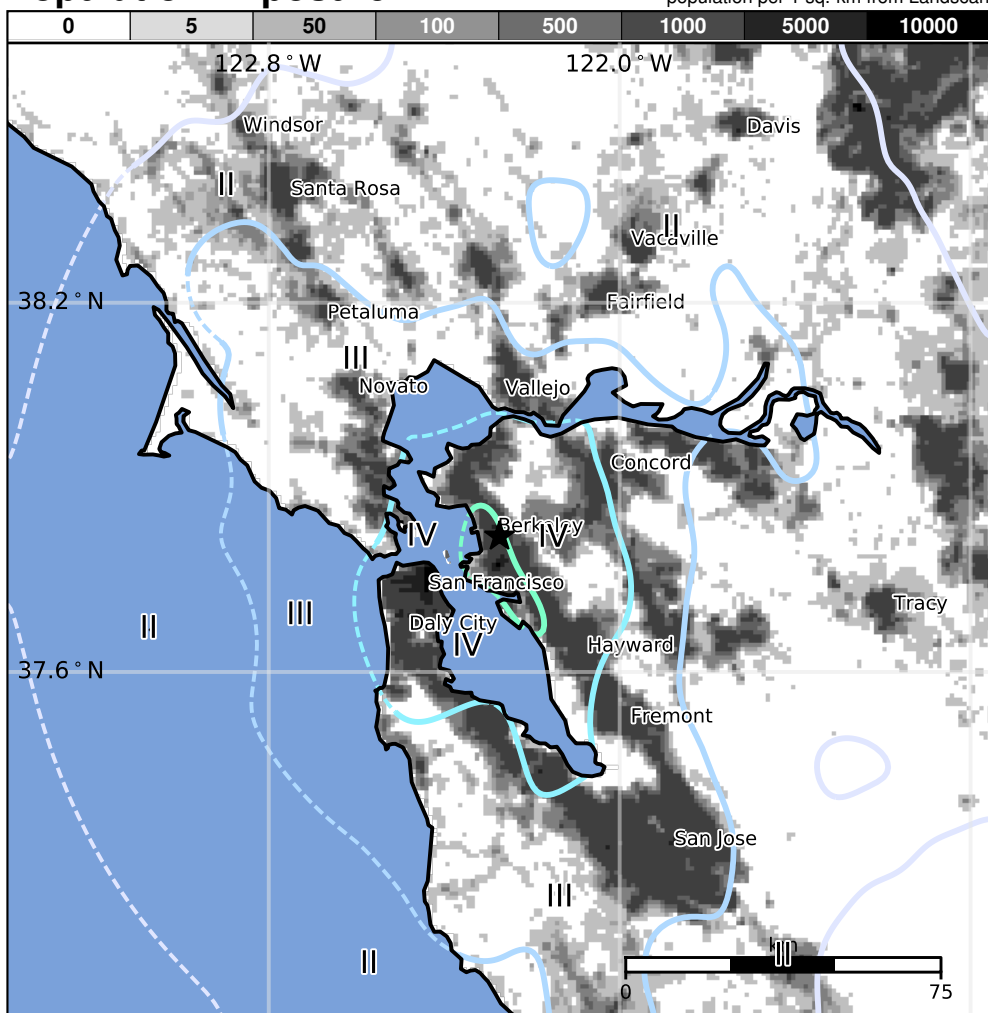 population per 1 sq. km from Landscan
0 5 50 100 500 1000 5000 10000
122.8°W 122.0°W
Windsor
Davis
II
Santa Rosa
II
Vacaville
38.2°N
Fairfield
Petaluma
III
Novato
Vallejo
Concord
IV
Berkeley
IV
San Francisco
Tracy
II
III
Daly City
IV
Hayward
37.6°N
Fremont
San Jose
III
km
II
II
0 75